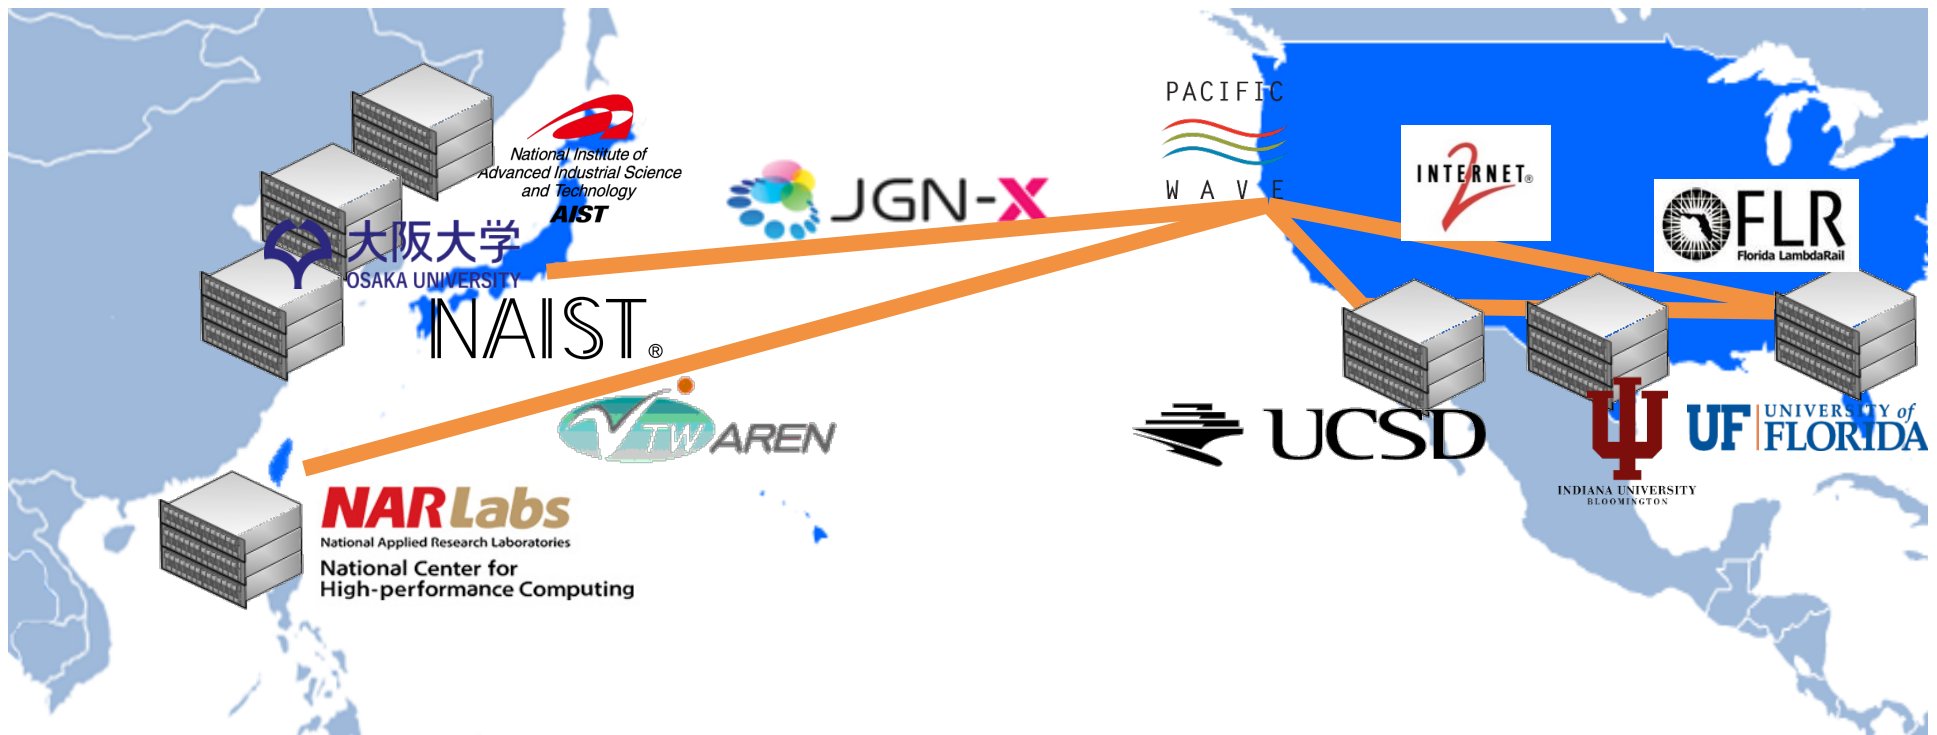 National Institute of
Advanced Industrial Science
and Technology
AIST
大阪大学
OSAKA UNIVERSITY
NAIST®
JGN-X
PACIFIC
WAVE
INTERNET®
2
FLR
Florida LambdaRail
TWAREN
NARLabs
National Applied Research Laboratories
National Center for
High-performance Computing
UCSD
INDIANA UNIVERSITY
BLOOMINGTON
UF UNIVERSITY of
FLORIDA